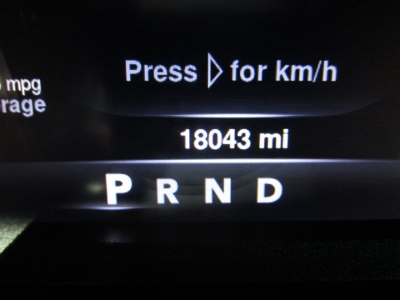 Press ▷ for km/h
mpg
rage
18043 mi
P R N D